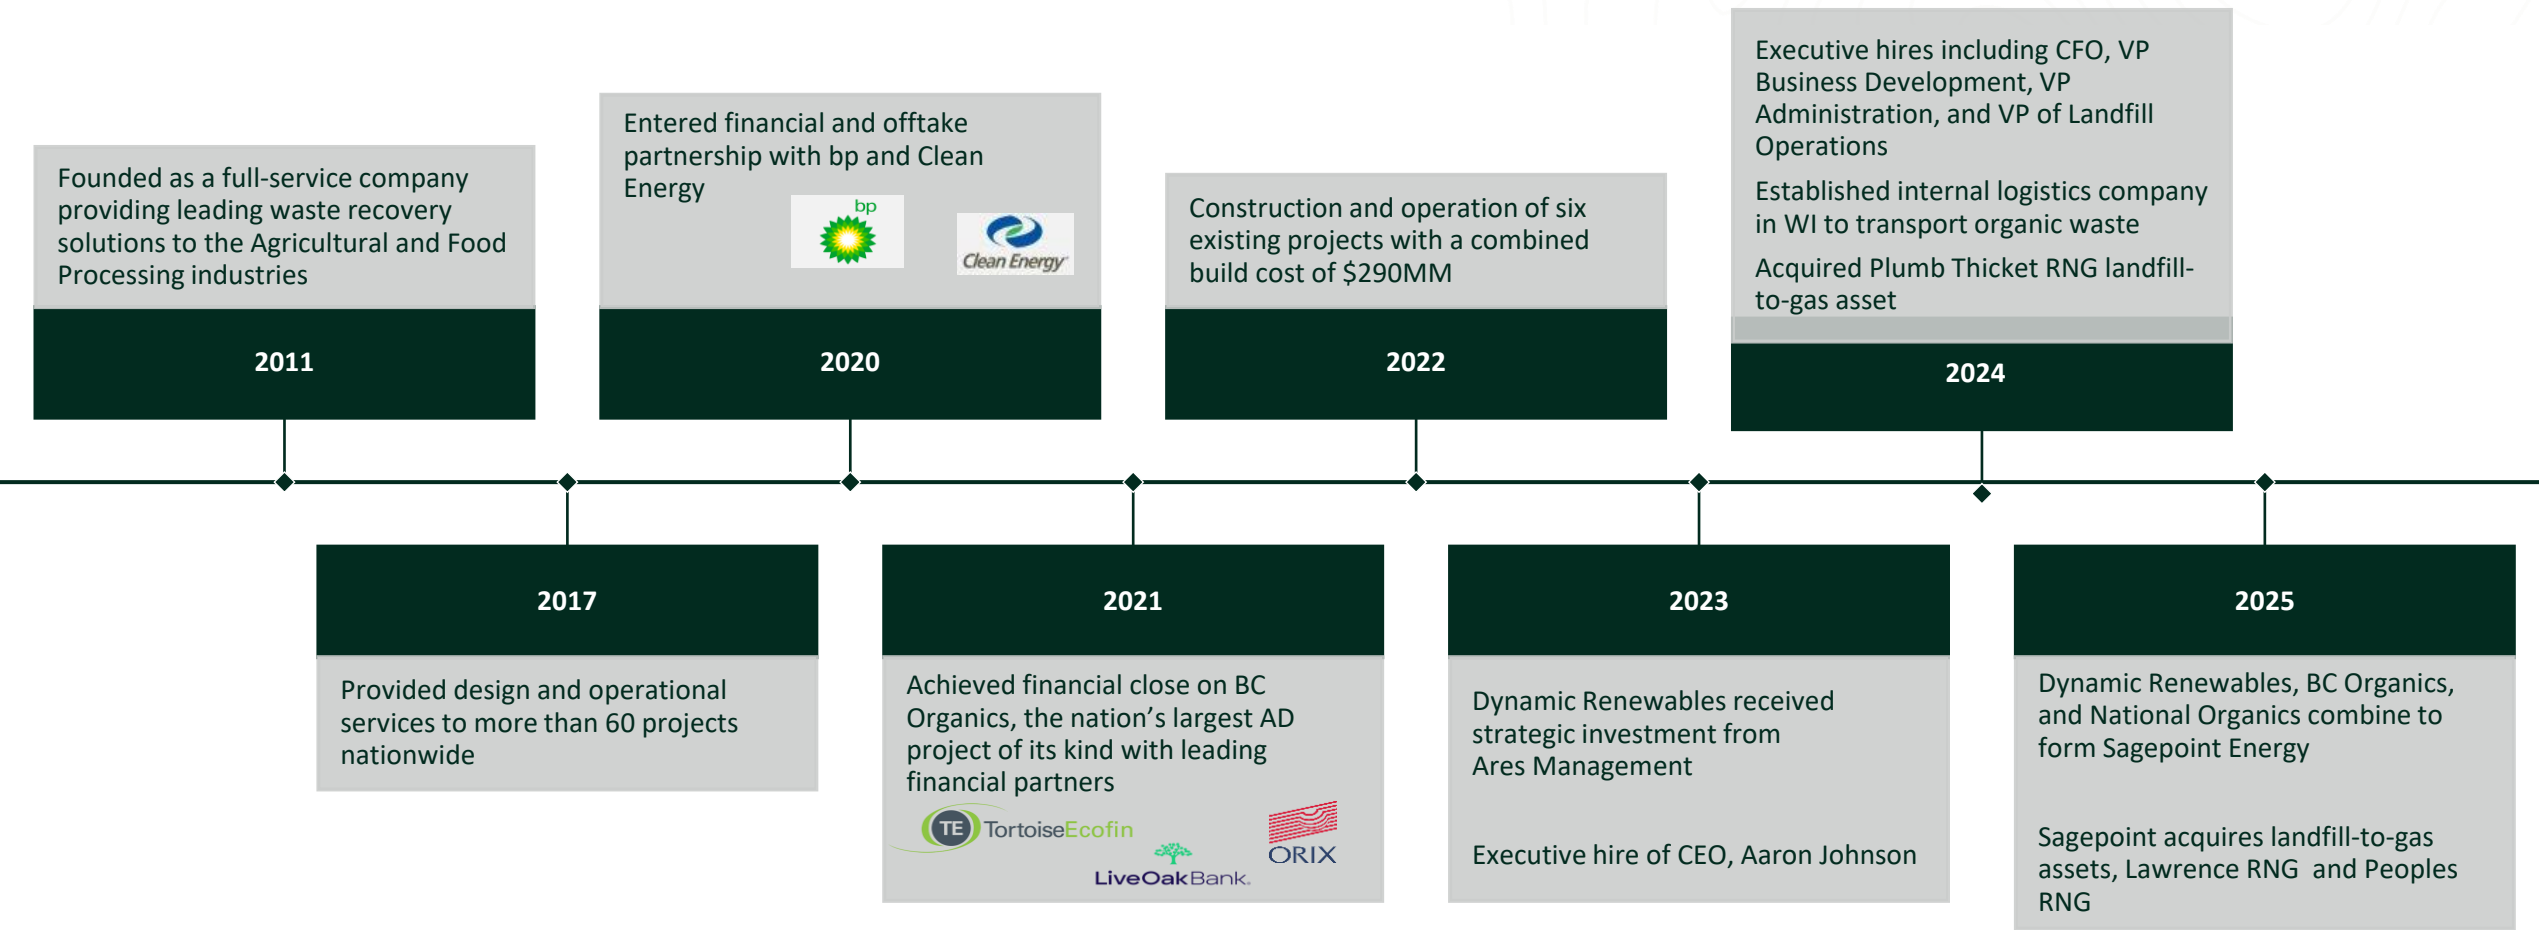 Founded as a full-service company
providing leading waste recovery
solutions to the Agricultural and Food
Processing industries
2011
Provided design and operational
services to more than 60 projects
nationwide
2017
Entered financial and offtake
partnership with bp and Clean
Energy
bp
Clean Energy
2020
2021
Achieved financial close on BC
Organics, the nation's largest AD
project of its kind with leading
financial partners
TE TortoiseEcofin
LiveOakBank.
ORIX
Construction and operation of six
existing projects with a combined
build cost of $290MM
2022
2023
Dynamic Renewables received
strategic investment from
Ares Management
Executive hire of CEO, Aaron Johnson
Executive hires including CFO, VP
Business Development, VP
Administration, and VP of Landfill
Operations
Established internal logistics company
in WI to transport organic waste
Acquired Plumb Thicket RNG landfill-
to-gas asset
2024
2025
Dynamic Renewables, BC Organics,
and National Organics combine to
form Sagepoint Energy
Sagepoint acquires landfill-to-gas
assets, Lawrence RNG and Peoples
RNG